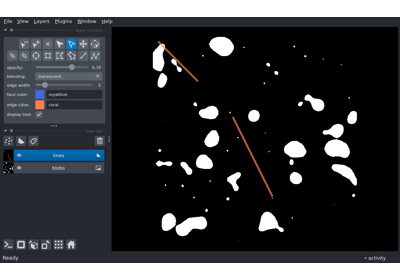 File View Layers Plugins Window Help
opacity: 0.70
blending: translucent
edge width: 5
face color: royalblue
edge color: coral
display text: ✓
lines
blobs
Ready
activity